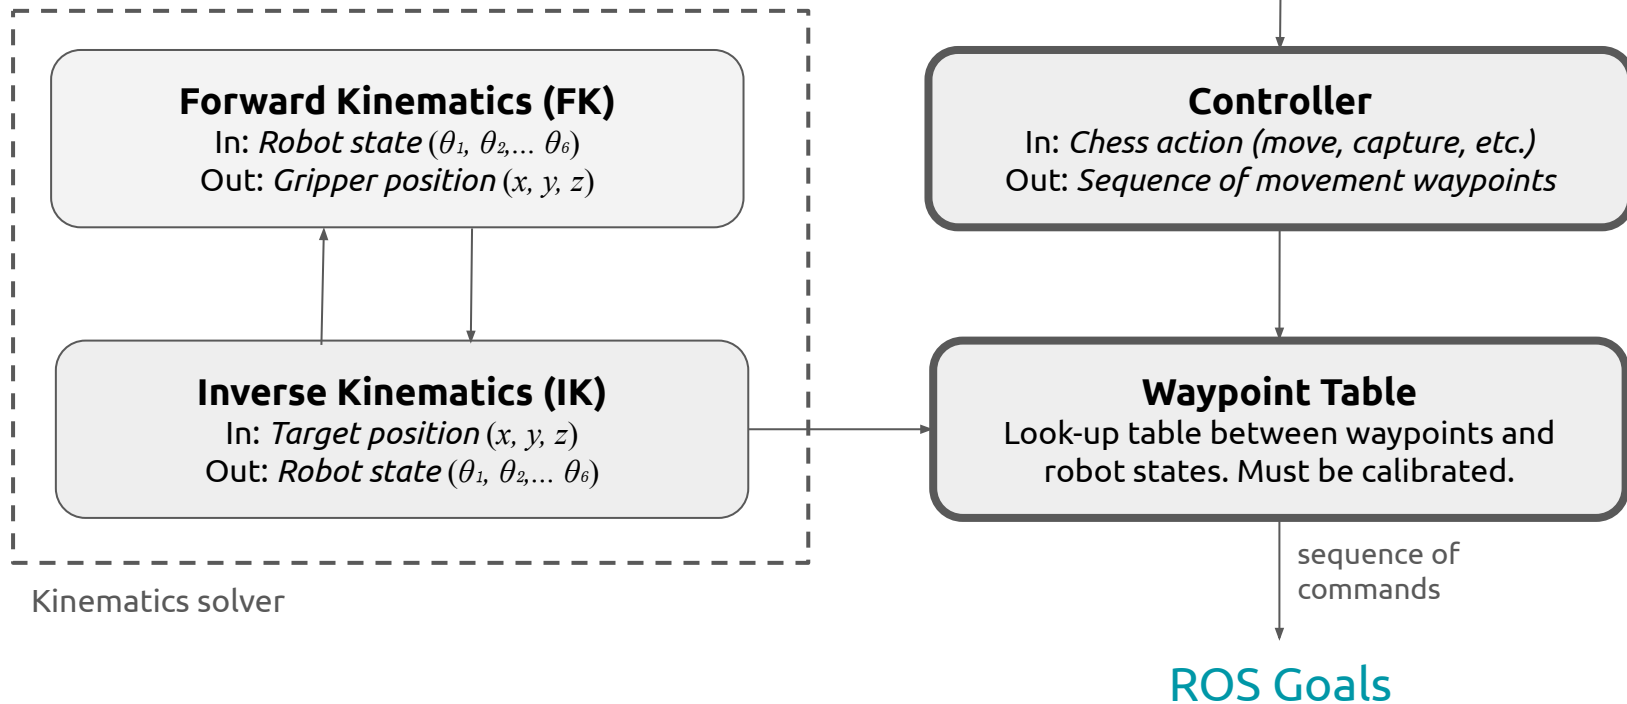 Forward Kinematics (FK)
In: Robot state (θ₁, θ₂,... θ₆)
Out: Gripper position (x, y, z)
Inverse Kinematics (IK)
In: Target position (x, y, z)
Out: Robot state (θ₁, θ₂,... θ₆)
Kinematics solver
Controller
In: Chess action (move, capture, etc.)
Out: Sequence of movement waypoints
Waypoint Table
Look-up table between waypoints and
robot states. Must be calibrated.
sequence of
commands
ROS Goals